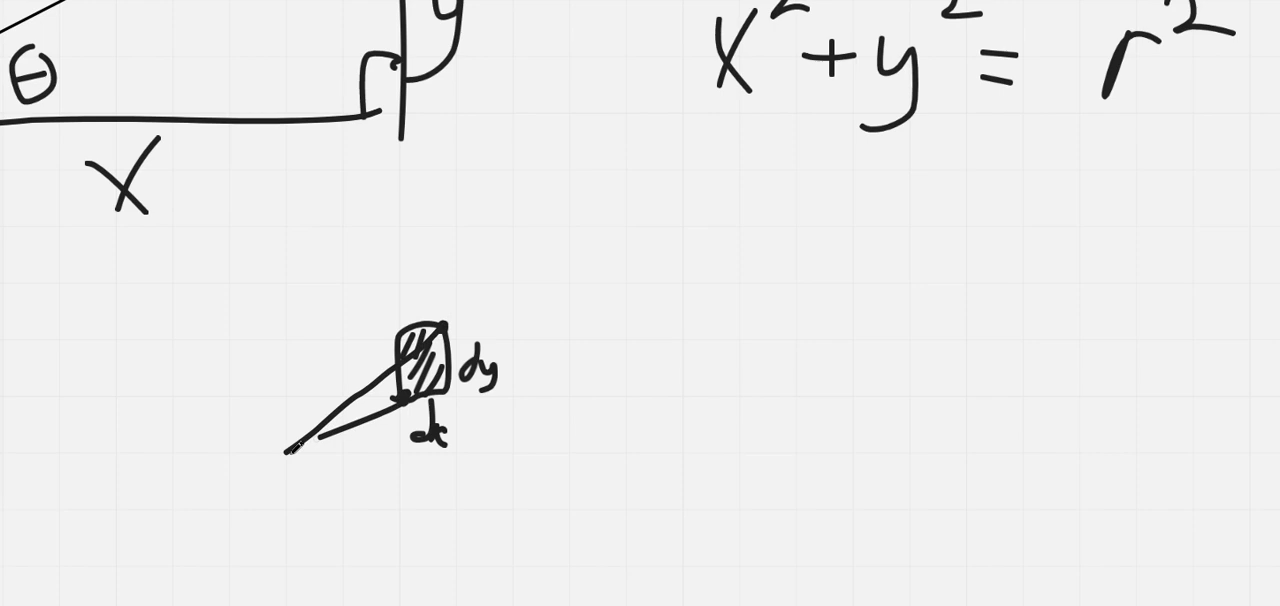 y
θ
x
x² + y² = r²
dy
dx